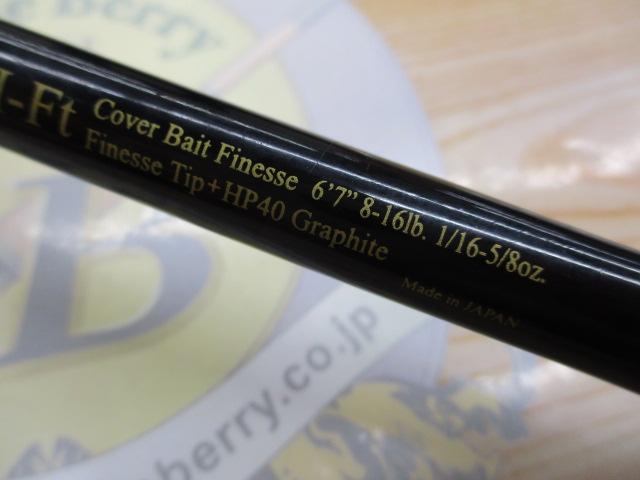 -Ft Cover Bait Finesse 6'7" 8-16lb. 1/16-5/8oz.
Finesse Tip+HP40 Graphite
Made in JAPAN
Berry
B
berry.co.jp